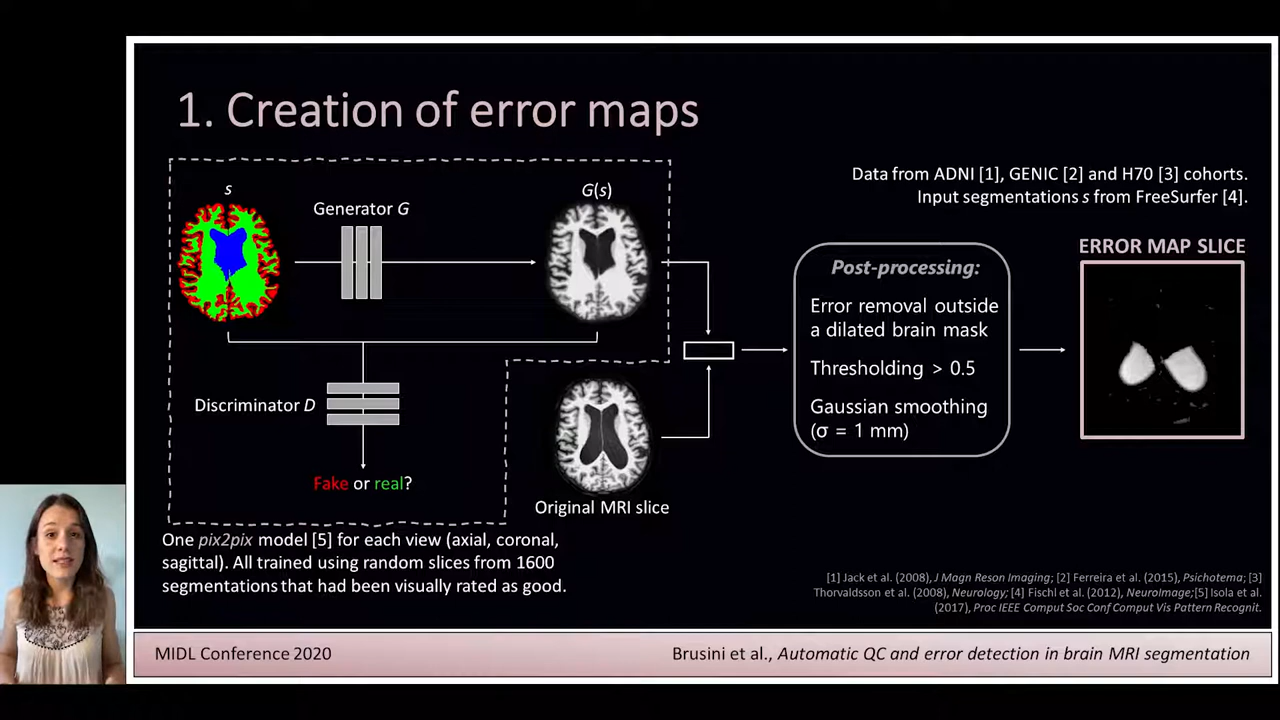 1. Creation of error maps
s
Generator G
G(s)
Data from ADNI [1], GENIC [2] and H70 [3] cohorts.
Input segmentations s from FreeSurfer [4].
ERROR MAP SLICE
Post-processing:
Error removal outside
a dilated brain mask
Thresholding > 0.5
Gaussian smoothing
(σ = 1 mm)
Discriminator D
Fake or real?
Original MRI slice
One pix2pix model [5] for each view (axial, coronal,
sagittal). All trained using random slices from 1600
segmentations that had been visually rated as good.
[1] Jack et al. (2008), J Magn Reson Imaging; [2] Ferreira et al. (2015), Psichotema; [3]
Thorvaldsson et al. (2008), Neurology; [4] Fischl et al. (2012), NeuroImage;[5] Isola et al.
(2017), Proc IEEE Comput Soc Conf Comput Vis Pattern Recognit.
MIDL Conference 2020
Brusini et al., Automatic QC and error detection in brain MRI segmentation